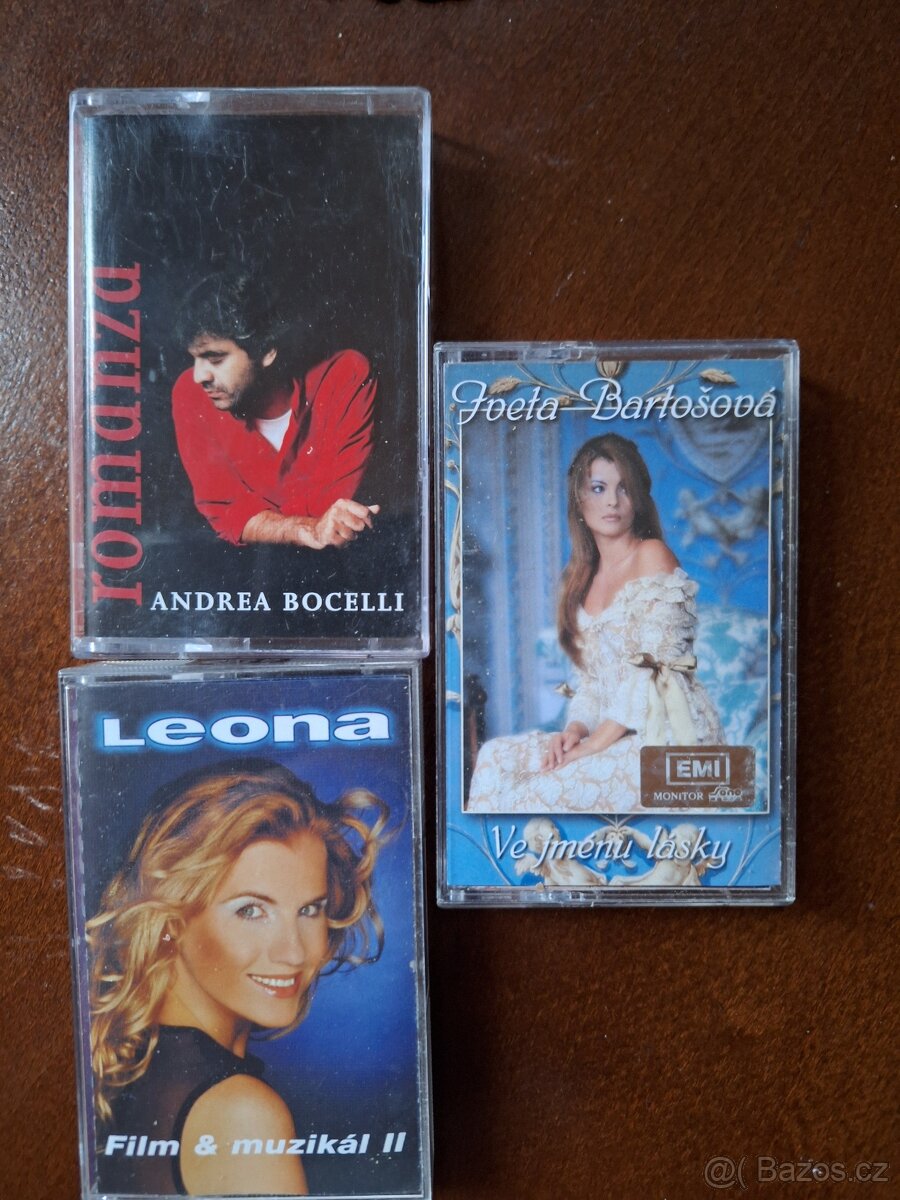 romanza
ANDREA BOCELLI
Iveta Bartošová
EMI
MONITOR
Ve jménu lásky
Leona
Film & muzikál II
@( Bazos.cz